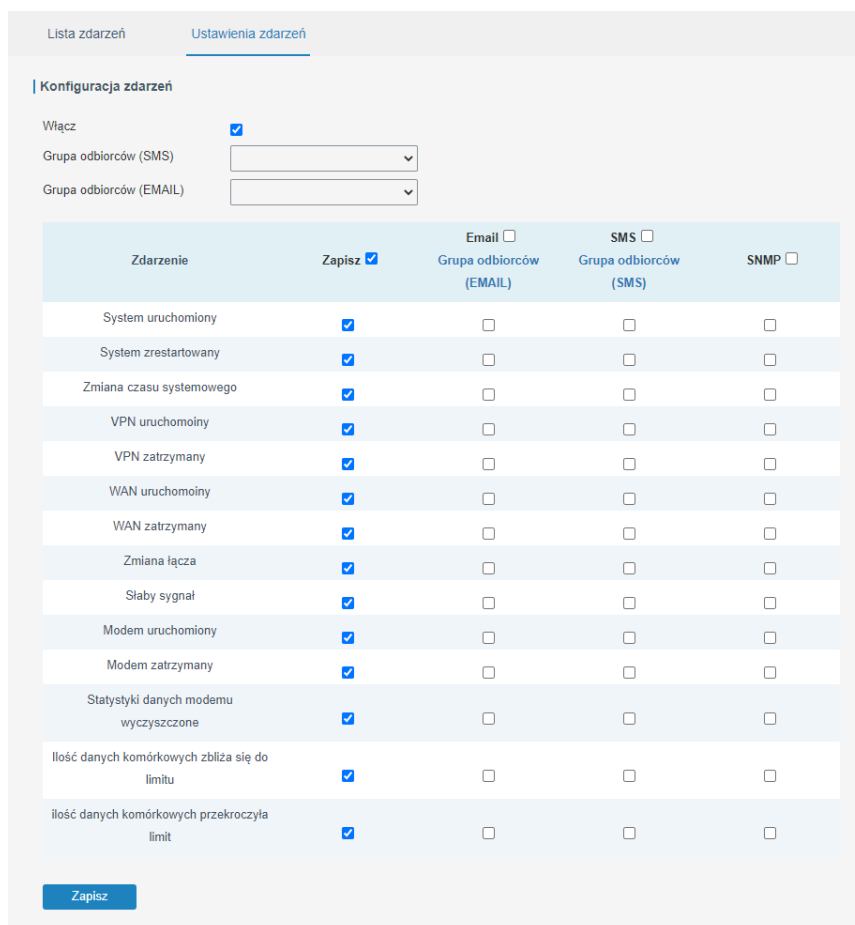 Lista zdarzeń Ustawienia zdarzeń
Konfiguracja zdarzeń
Włącz
Grupa odbiorców (SMS)
Grupa odbiorców (EMAIL)
Zdarzenie Zapisz Email Grupa odbiorców (EMAIL) SMS Grupa odbiorców (SMS) SNMP
System uruchomiony
System zrestartowany
Zmiana czasu systemowego
VPN uruchomoiny
VPN zatrzymany
WAN uruchomoiny
WAN zatrzymany
Zmiana łącza
Słaby sygnał
Modem uruchomiony
Modem zatrzymany
Statystyki danych modemu
wyczyszczone
Ilość danych komórkowych zbliża się do
limitu
ilość danych komórkowych przekroczyła
limit
Zapisz